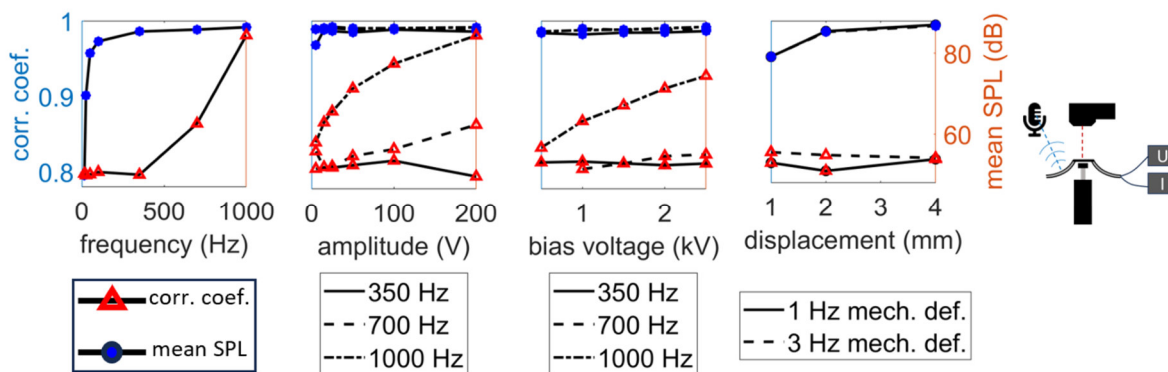 corr. coef.
1
0.9
0.8
0
500
1000
frequency (Hz)
0
100
200
amplitude (V)
1
2
bias voltage (kV)
1
2
3
4
displacement (mm)
80
60
mean SPL (dB)
U
I
corr. coef.
mean SPL
350 Hz
700 Hz
1000 Hz
350 Hz
700 Hz
1000 Hz
1 Hz mech. def.
3 Hz mech. def.